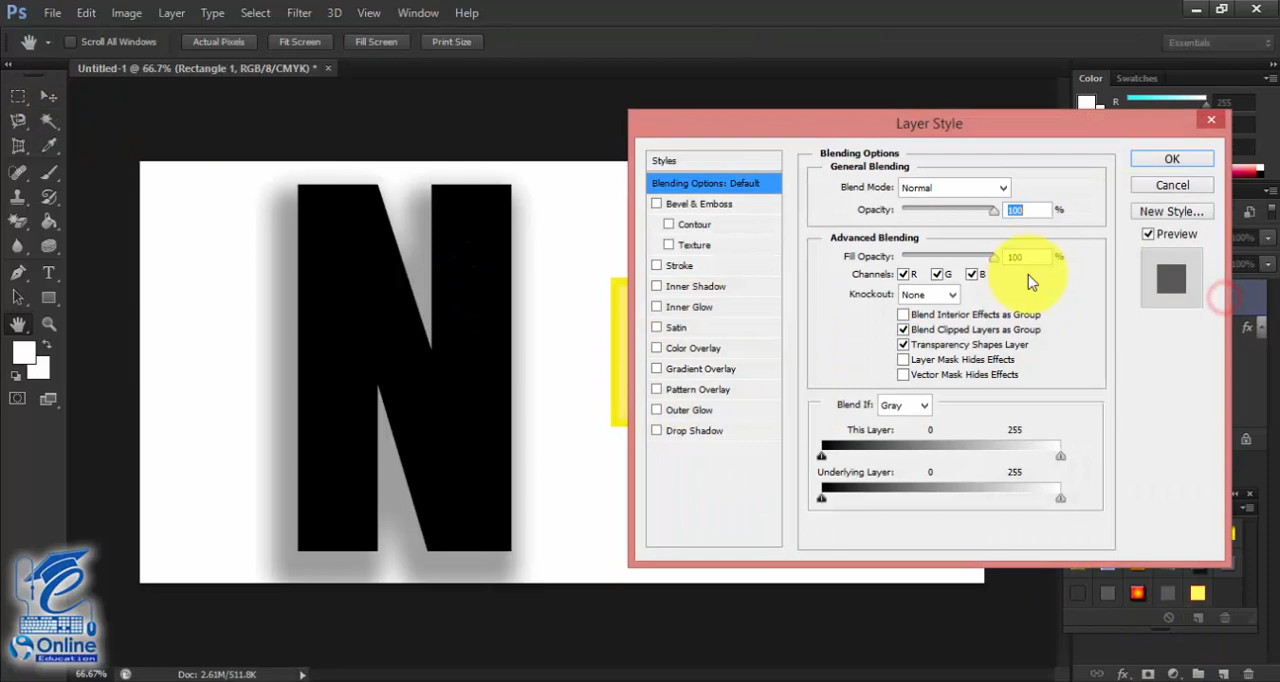 Ps File Edit Image Layer Type Select Filter 3D View Window Help
Scroll All Windows Actual Pixels Fit Screen Fill Screen Print Size Essentials
Untitled-1 @ 66.7% (Rectangle 1, RGB/8/CMYK) * ×
Color Swatches
R 225
Layer Style
Styles
Blending Options: Default
Bevel & Emboss
Contour
Texture
Stroke
Inner Shadow
Inner Glow
Satin
Color Overlay
Gradient Overlay
Pattern Overlay
Outer Glow
Drop Shadow
Blending Options
General Blending
Blend Mode: Normal
Opacity: 100 %
Advanced Blending
Fill Opacity: 100 %
Channels: R G B
Knockout: None
Blend Interior Effects as Group
Blend Clipped Layers as Group
Transparency Shapes Layer
Layer Mask Hides Effects
Vector Mask Hides Effects
Blend If: Gray
This Layer: 0 255
Underlying Layer: 0 255
OK
Cancel
New Style...
Preview
fx
N
e
Online
Education
66.67% Doc: 2.61M/511.8K
fx